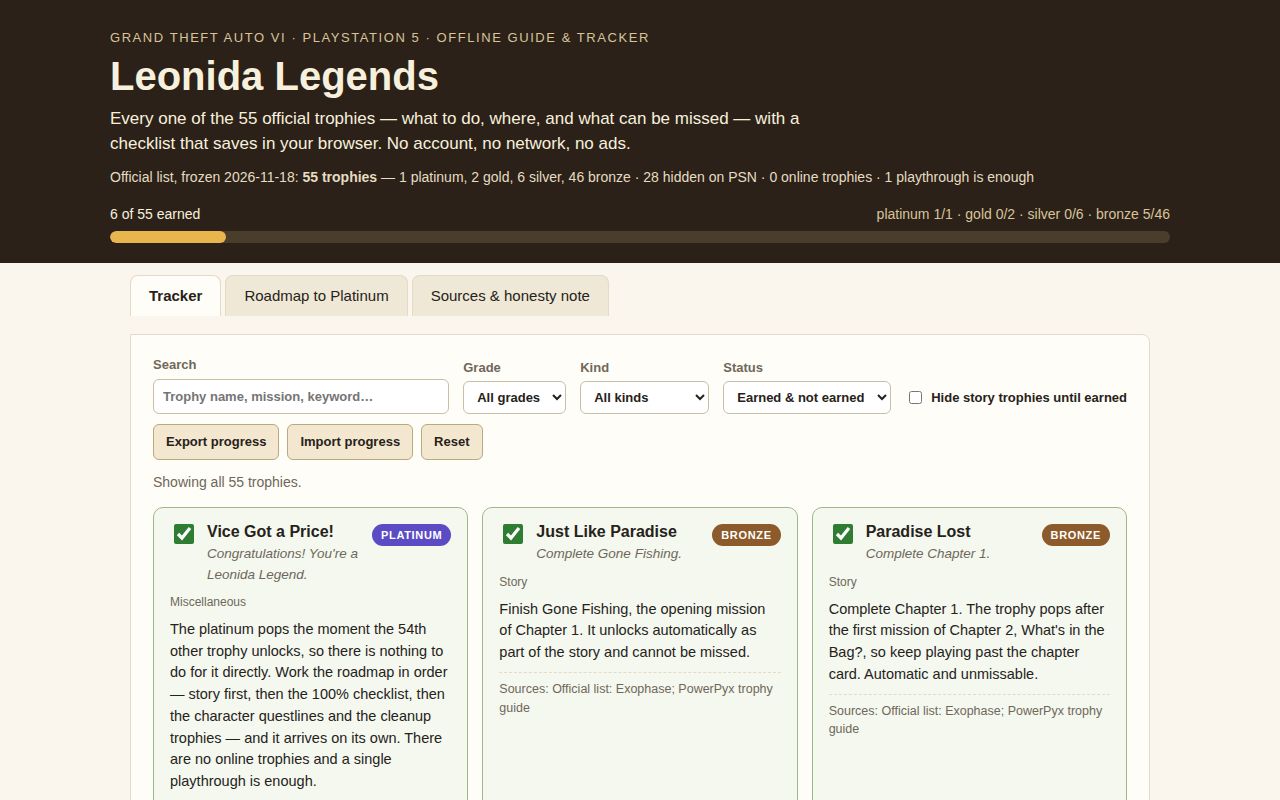 GRAND THEFT AUTO VI · PLAYSTATION 5 · OFFLINE GUIDE & TRACKER
Leonida Legends
Every one of the 55 official trophies — what to do, where, and what can be missed — with a
checklist that saves in your browser. No account, no network, no ads.
Official list, frozen 2026-11-18: 55 trophies — 1 platinum, 2 gold, 6 silver, 46 bronze · 28 hidden on PSN · 0 online trophies · 1 playthrough is enough
6 of 55 earned
platinum 1/1 · gold 0/2 · silver 0/6 · bronze 5/46
Tracker
Roadmap to Platinum
Sources & honesty note
Search
Grade
Kind
Status
Trophy name, mission, keyword…
All grades
All kinds
Earned & not earned
Hide story trophies until earned
Export progress
Import progress
Reset
Showing all 55 trophies.
Vice Got a Price!
PLATINUM
Congratulations! You're a
Leonida Legend.
Miscellaneous
The platinum pops the moment the 54th
other trophy unlocks, so there is nothing to
do for it directly. Work the roadmap in order
— story first, then the 100% checklist, then
the character questlines and the cleanup
trophies — and it arrives on its own. There
are no online trophies and a single
playthrough is enough.
Just Like Paradise
BRONZE
Complete Gone Fishing.
Story
Finish Gone Fishing, the opening mission
of Chapter 1. It unlocks automatically as
part of the story and cannot be missed.
Sources: Official list: Exophase; PowerPyx trophy
guide
Paradise Lost
BRONZE
Complete Chapter 1.
Story
Complete Chapter 1. The trophy pops after
the first mission of Chapter 2, What's in the
Bag?, so keep playing past the chapter
card. Automatic and unmissable.
Sources: Official list: Exophase; PowerPyx trophy
guide